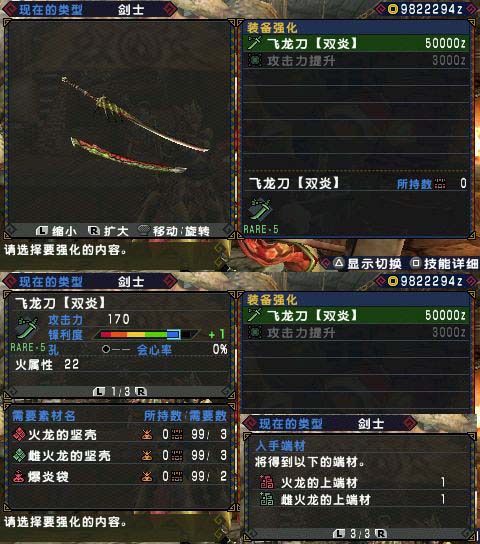 现在的类型 剑士
9822294z
装备强化
飞龙刀【双炎】 50000z
攻击力提升 3000z
飞龙刀【双炎】 所持数 0
RARE-5
L 缩小 R 扩大 移动/旋转
请选择要强化的内容。
△显示切换 □技能详细
现在的类型 剑士
9822294z
飞龙刀【双炎】
攻击力 170
锋利度 +1
RARE-5 孔 ○-- 会心率 0%
火属性 22
L 1/3 R
装备强化
飞龙刀【双炎】 50000z
攻击力提升 3000z
需要素材名 所持数/需要数
火龙的坚壳 0 99/ 3
雌火龙的坚壳 0 99/ 3
爆炎袋 0 99/ 2
请选择要强化的内容。
现在的类型 剑士
入手端材
将得到以下的端材。
火龙的上端材 1
雌火龙的上端材 1
L 3/3 R